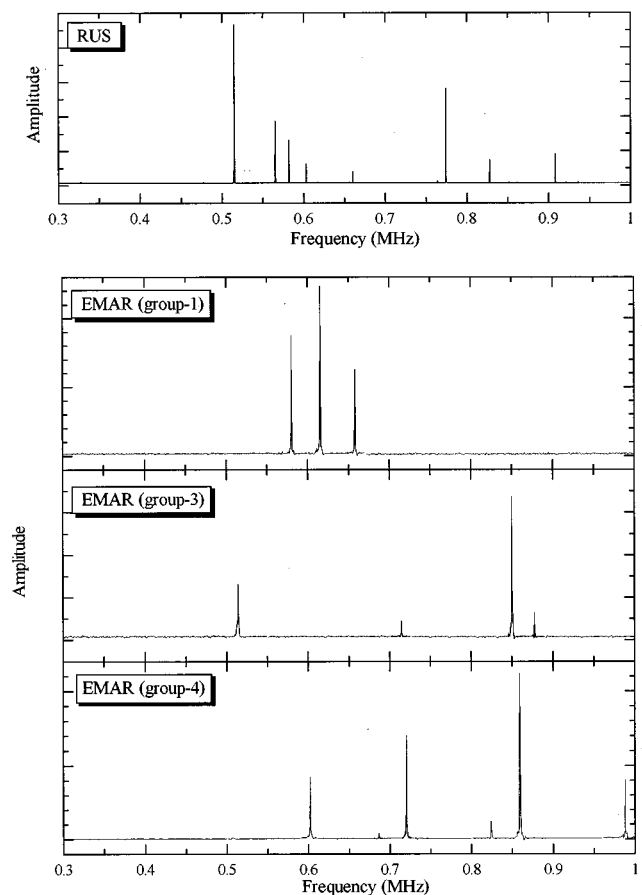 RUS
Amplitude
0.3 0.4 0.5 0.6 0.7 0.8 0.9 1
Frequency (MHz)
EMAR (group-1)
EMAR (group-3)
Amplitude
EMAR (group-4)
0.3 0.4 0.5 0.6 0.7 0.8 0.9 1
Frequency (MHz)